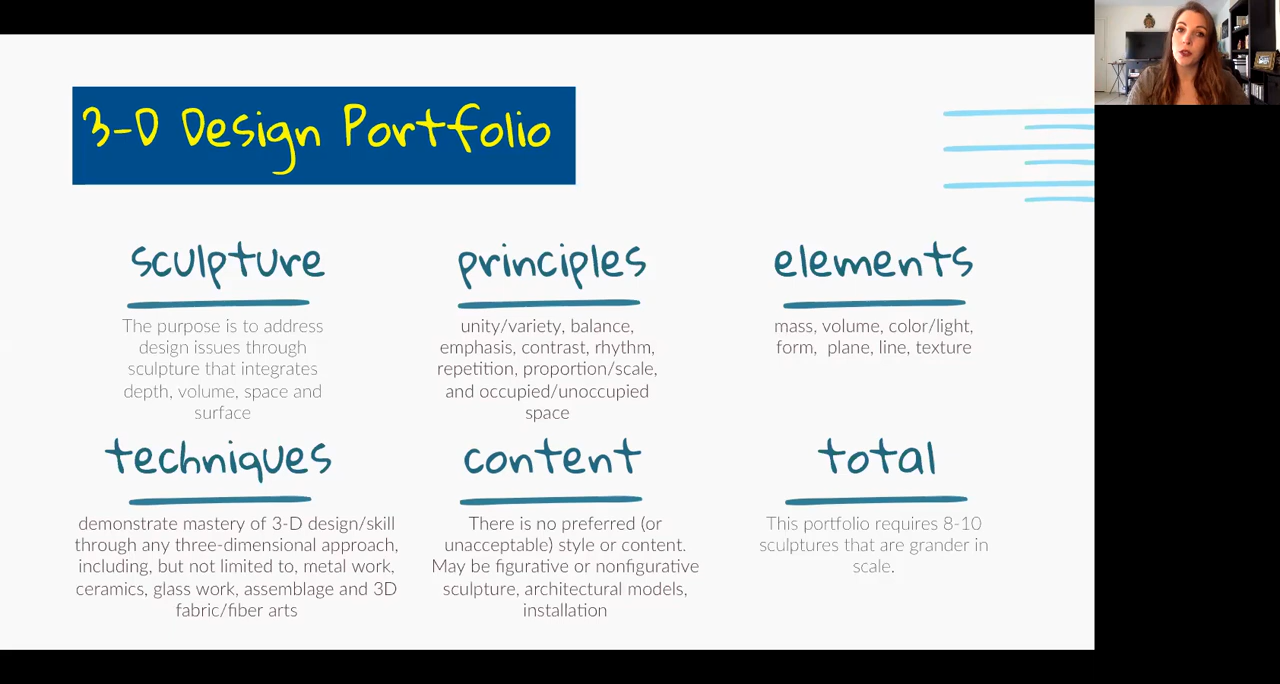 3-D Design Portfolio
sculpture
The purpose is to address
design issues through
sculpture that integrates
depth, volume, space and
surface
principles
unity/variety, balance,
emphasis, contrast, rhythm,
repetition, proportion/scale,
and occupied/unoccupied
space
elements
mass, volume, color/light,
form, plane, line, texture
techniques
demonstrate mastery of 3-D design/skill
through any three-dimensional approach,
including, but not limited to, metal work,
ceramics, glass work, assemblage and 3D
fabric/fiber arts
content
There is no preferred (or
unacceptable) style or content.
May be figurative or nonfigurative
sculpture, architectural models,
installation
total
This portfolio requires 8-10
sculptures that are grander in
scale.